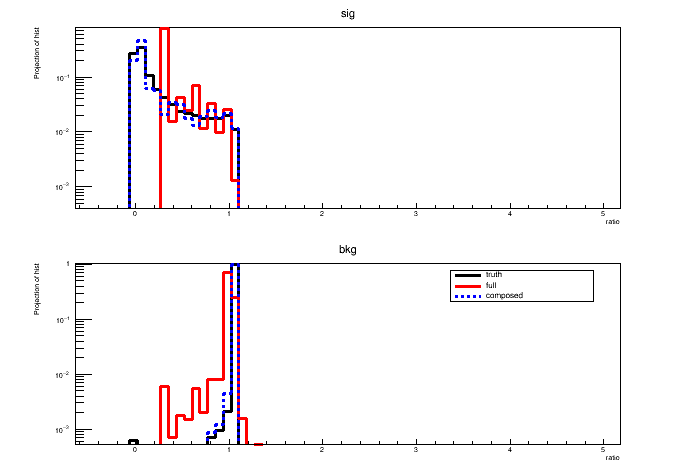 sig
Projection of hist
10⁻¹
10⁻²
10⁻³
0 1 2 3 4 5
ratio
bkg
Projection of hist
1
10⁻¹
10⁻²
10⁻³
0 1 2 3 4 5
ratio
truth
full
composed